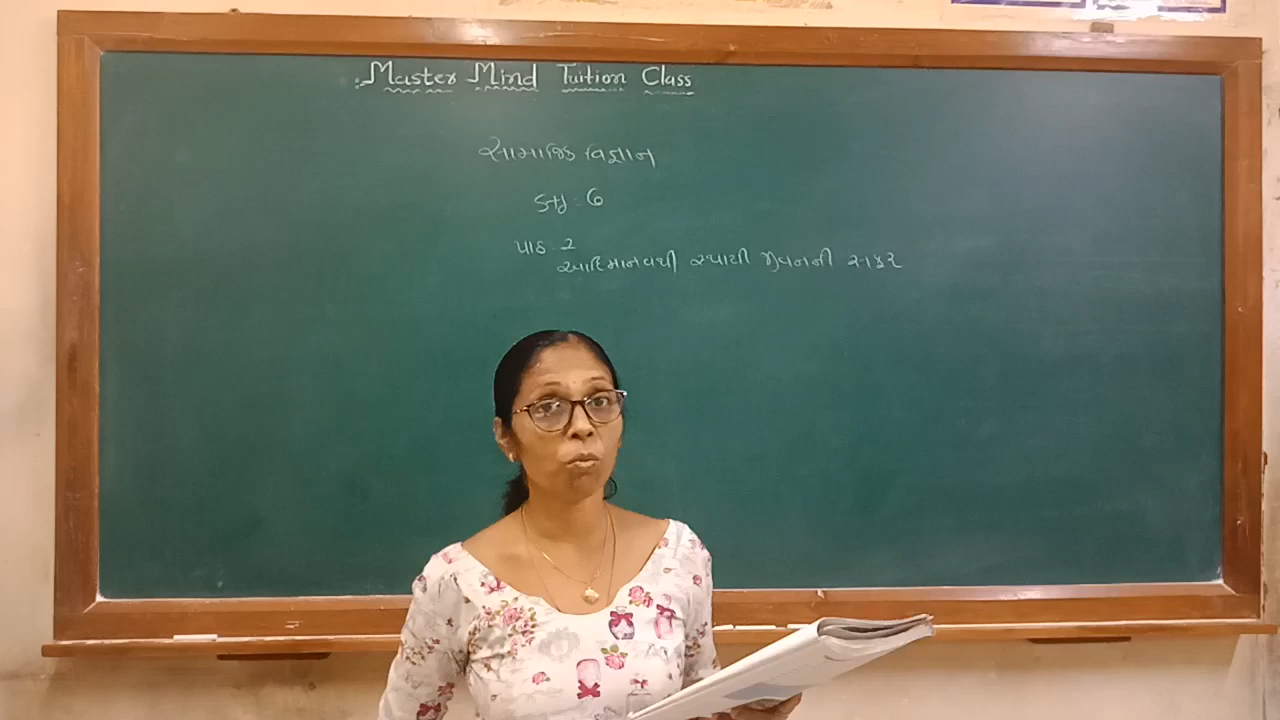 Master Mind Tuition Class
સામાજિક વિજ્ઞાન
ધોરણ : 6
પાઠ 2
આદિમાનવથી સ્થાયી જીવનની સફર